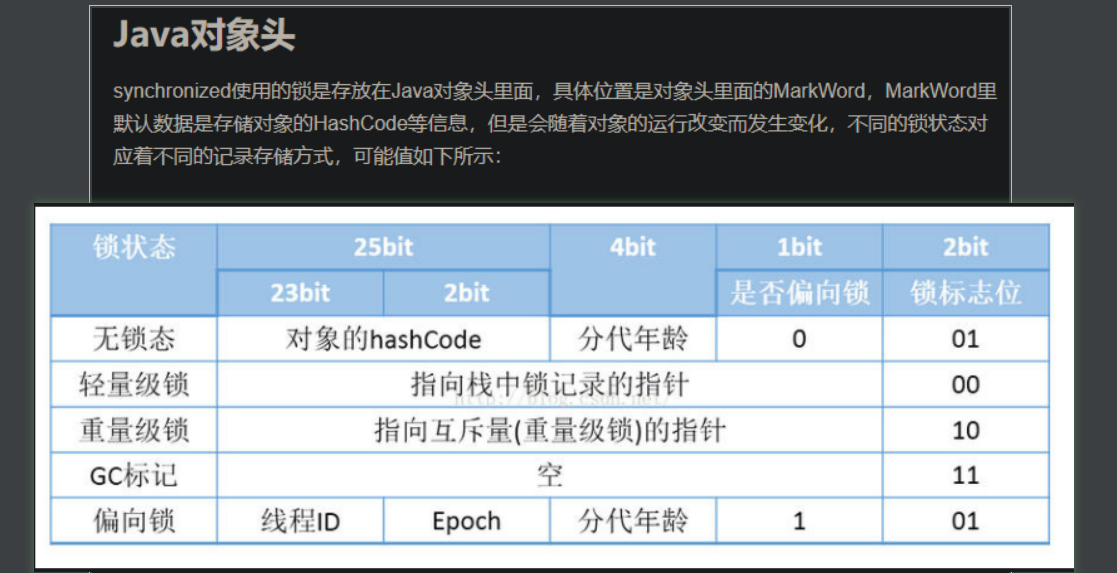 Java对象头
synchronized使用的锁是存放在Java对象头里面，具体位置是对象头里面的MarkWord，MarkWord里
默认数据是存储对象的HashCode等信息，但是会随着对象的运行改变而发生变化，不同的锁状态对
应着不同的记录存储方式，可能值如下所示：
锁状态 25bit 4bit 1bit 2bit
23bit 2bit 是否偏向锁 锁标志位
无锁态 对象的hashCode 分代年龄 0 01
轻量级锁 指向栈中锁记录的指针 00
http://blog.csdn.net/
重量级锁 指向互斥量(重量级锁)的指针 10
GC标记 空 11
偏向锁 线程ID Epoch 分代年龄 1 01